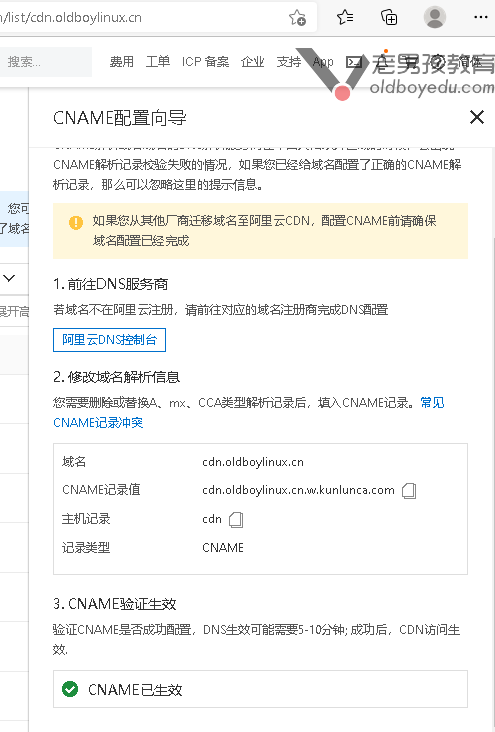 n/list/cdn.oldboylinux.cn
搜索...
费用 工单 ICP 备案 企业 支持 App 简体
老男孩教育
oldboyedu.com
CNAME配置向导
CNAME解析记录校验失败的情况，如果您已经给域名配置了正确的CNAME解
析记录，那么可以忽略这里的提示信息。
您可
了域名
如果您从其他厂商迁移域名至阿里云CDN，配置CNAME前请确保
域名配置已经完成
展开高
1. 前往DNS服务商
若域名不在阿里云注册，请前往对应的域名注册商完成DNS配置
阿里云DNS控制台
2. 修改域名解析信息
您需要删除或替换A、mx、CCA类型解析记录后，填入CNAME记录。常见
CNAME记录冲突
域名 cdn.oldboylinux.cn
CNAME记录值 cdn.oldboylinux.cn.w.kunlunca.com
主机记录 cdn
记录类型 CNAME
3. CNAME验证生效
验证CNAME是否成功配置，DNS生效可能需要5-10分钟; 成功后，CDN访问生
效.
CNAME已生效